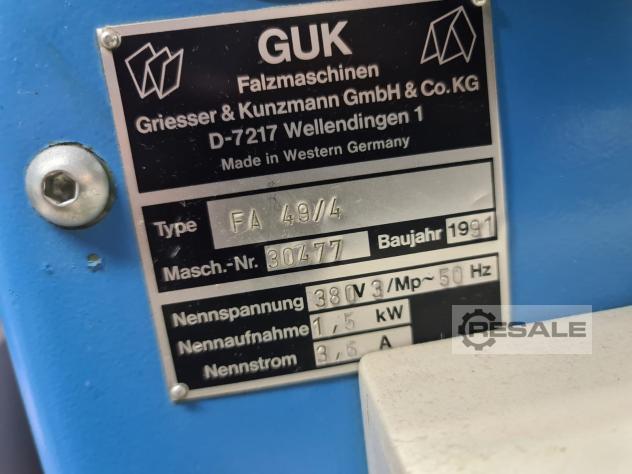 GUK
Falzmaschinen
Griesser & Kunzmann GmbH & Co. KG
D-7217 Wellendingen 1
Made in Western Germany
Type FA 49/4
Masch.-Nr. 30477 Baujahr 1991
Nennspannung 380 V 3/Mp~ 50 Hz
Nennaufnahme 1,5 kW
Nennstrom 3,6 A
RESALE